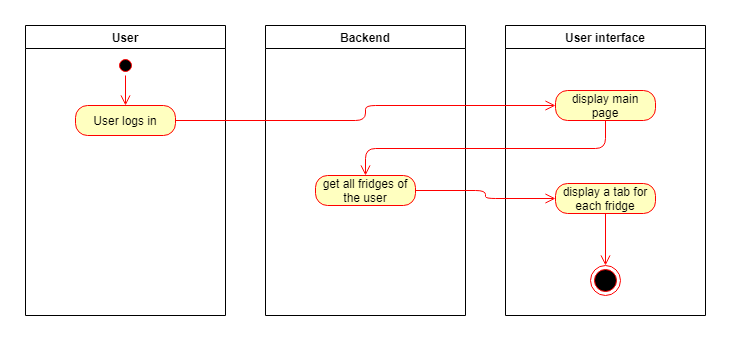 User
Backend
User interface
User logs in
display main
page
get all fridges of
the user
display a tab for
each fridge